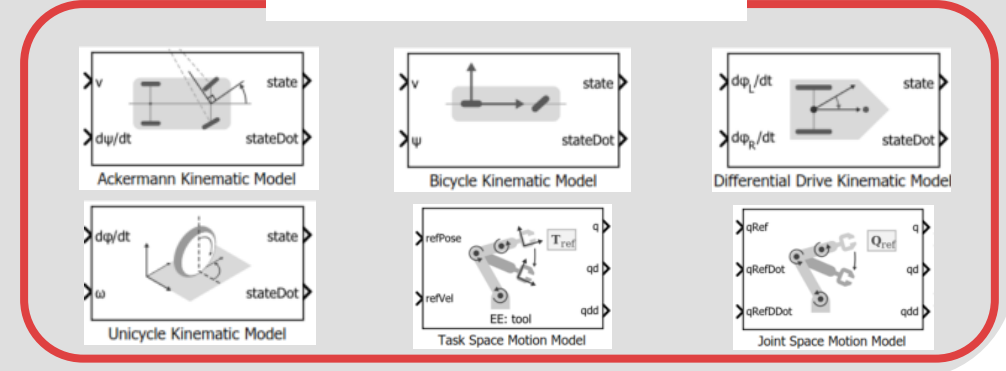 v
state
dψ/dt
stateDot
Ackermann Kinematic Model
v
state
ψ
stateDot
Bicycle Kinematic Model
dφL/dt
state
dφR/dt
stateDot
Differential Drive Kinematic Model
dφ/dt
state
ω
stateDot
Unicycle Kinematic Model
refPose
Tref
q
qd
refVel
qdd
EE: tool
Task Space Motion Model
qRef
Qref
q
qRefDot
qd
qRefDDot
qdd
Joint Space Motion Model